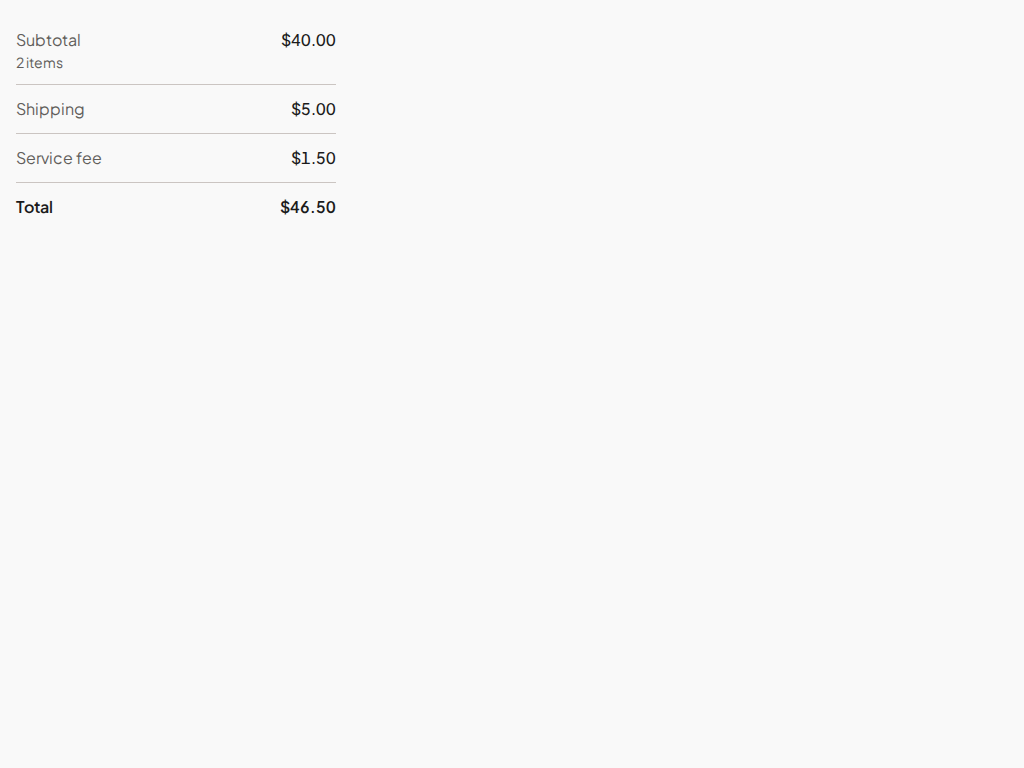 Subtotal $40.00
2 items
Shipping $5.00
Service fee $1.50
Total $46.50